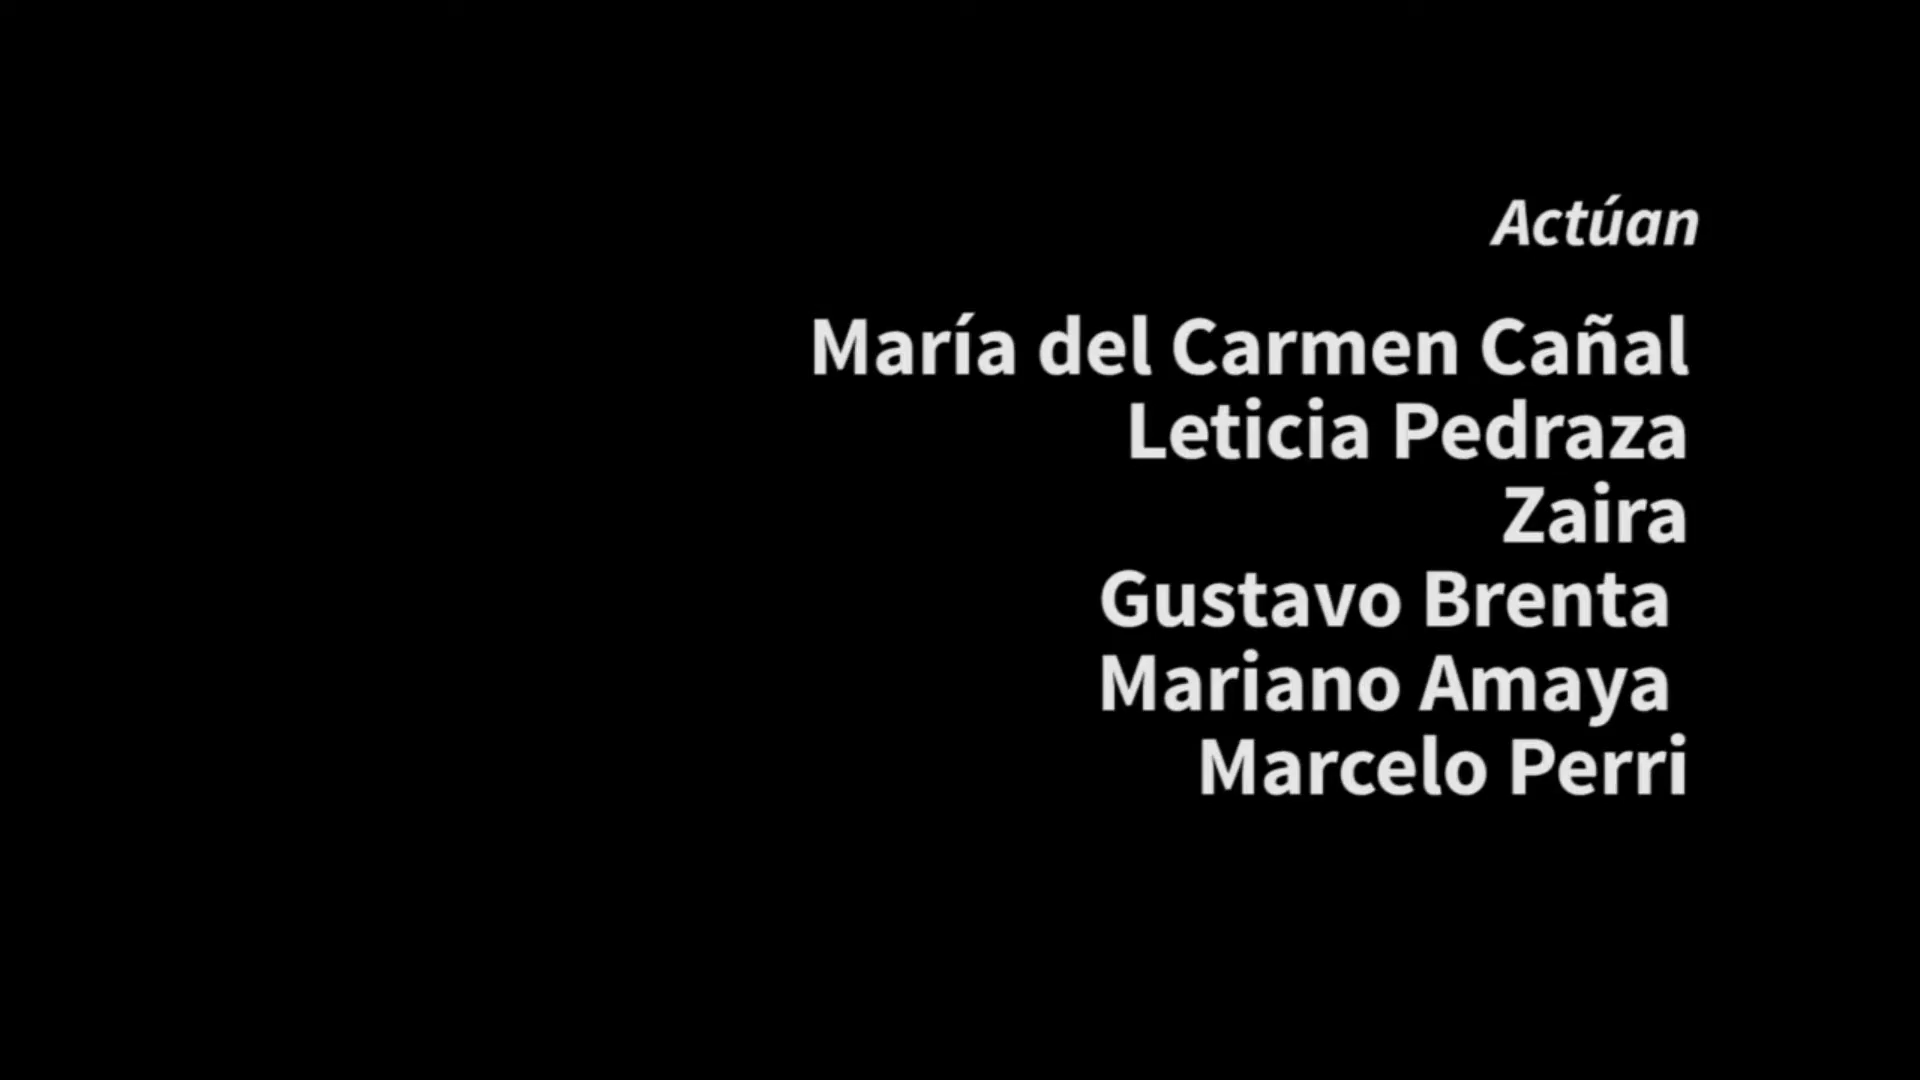 Actúan
María del Carmen Cañal
Leticia Pedraza
Zaira
Gustavo Brenta
Mariano Amaya
Marcelo Perri